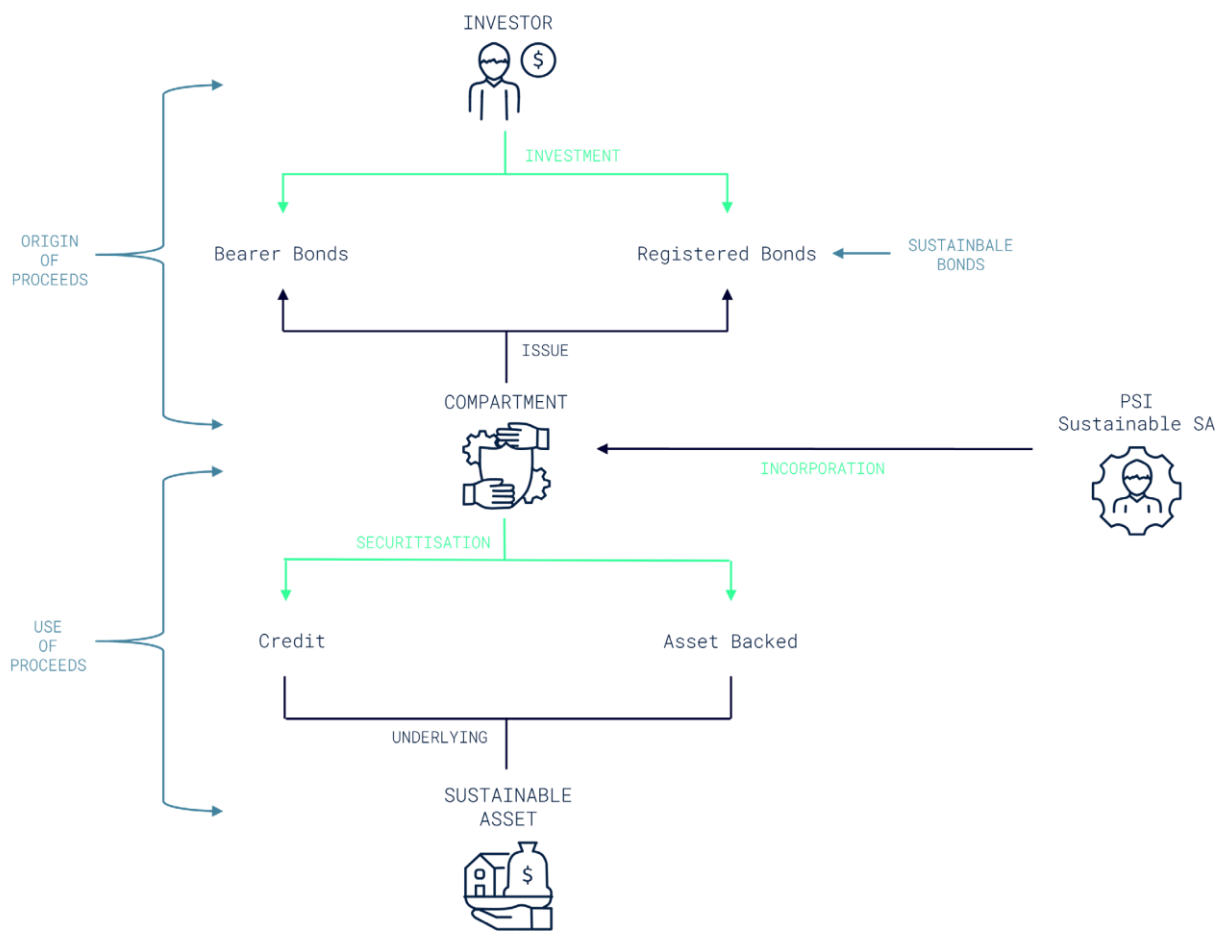 INVESTOR
$
INVESTMENT
ORIGIN
OF
PROCEEDS
Bearer Bonds
Registered Bonds
SUSTAINBALE
BONDS
ISSUE
COMPARTMENT
PSI
Sustainable SA
INCORPORATION
SECURITISATION
USE
OF
PROCEEDS
Credit
Asset Backed
UNDERLYING
SUSTAINABLE
ASSET
$